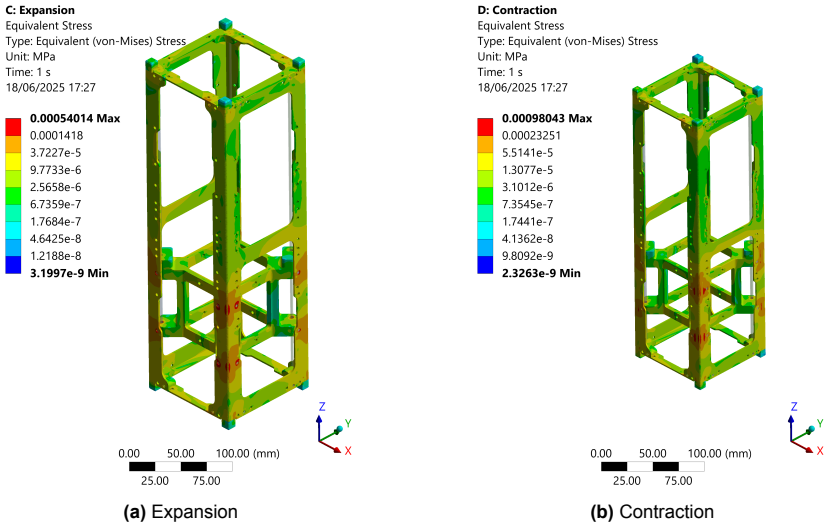 C: Expansion
Equivalent Stress
Type: Equivalent (von-Mises) Stress
Unit: MPa
Time: 1 s
18/06/2025 17:27
0.00054014 Max
0.0001418
3.7227e-5
9.7733e-6
2.5658e-6
6.7359e-7
1.7684e-7
4.6425e-8
1.2188e-8
3.1997e-9 Min
Z
Y
X
0.00 50.00 100.00 (mm)
25.00 75.00
(a) Expansion
D: Contraction
Equivalent Stress
Type: Equivalent (von-Mises) Stress
Unit: MPa
Time: 1 s
18/06/2025 17:27
0.00098043 Max
0.00023251
5.5141e-5
1.3077e-5
3.1012e-6
7.3545e-7
1.7441e-7
4.1362e-8
9.8092e-9
2.3263e-9 Min
Z
Y
X
0.00 50.00 100.00 (mm)
25.00 75.00
(b) Contraction